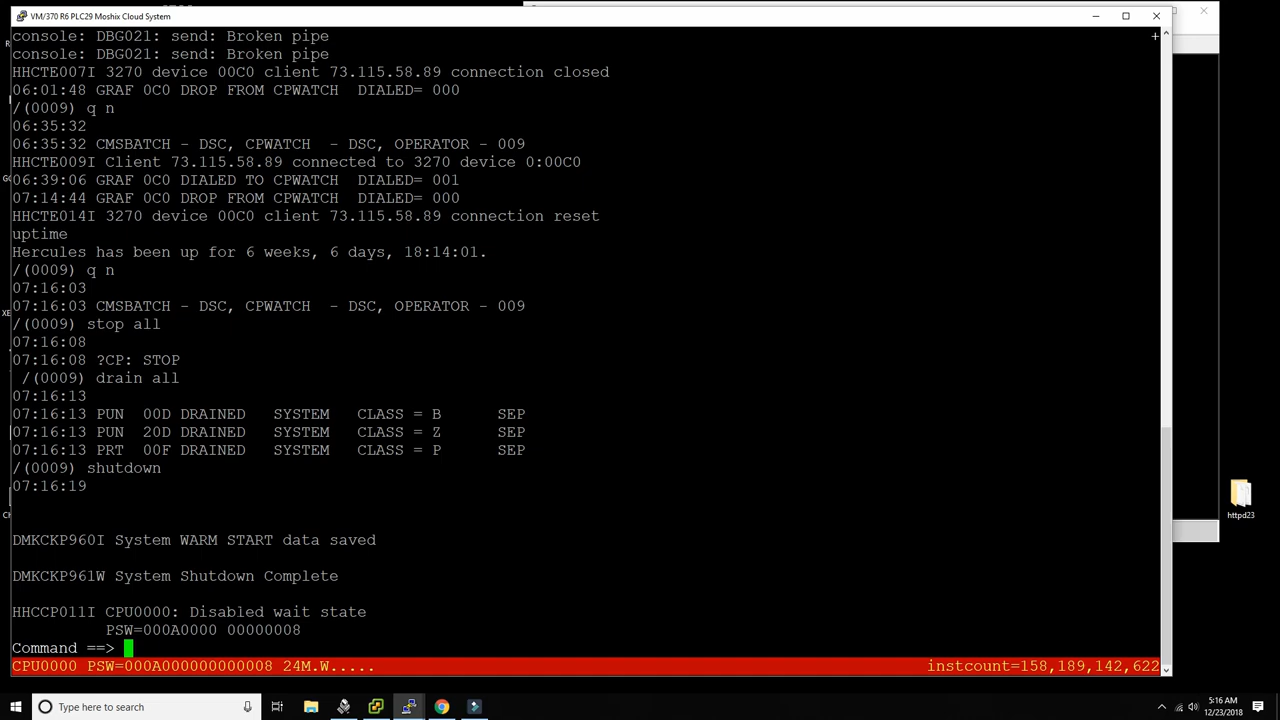 VM/370 R6 PLC29 Moshix Cloud System
console: DBG021: send: Broken pipe
console: DBG021: send: Broken pipe
HHCTE007I 3270 device 00C0 client 73.115.58.89 connection closed
06:01:48 GRAF 0C0 DROP FROM CPWATCH  DIALED= 000
/(0009) q n
06:35:32
06:35:32 CMSBATCH - DSC, CPWATCH  - DSC, OPERATOR - 009
HHCTE009I Client 73.115.58.89 connected to 3270 device 0:00C0
06:39:06 GRAF 0C0 DIALED TO CPWATCH  DIALED= 001
07:14:44 GRAF 0C0 DROP FROM CPWATCH  DIALED= 000
HHCTE014I 3270 device 00C0 client 73.115.58.89 connection reset
uptime
Hercules has been up for 6 weeks, 6 days, 18:14:01.
/(0009) q n
07:16:03
07:16:03 CMSBATCH - DSC, CPWATCH  - DSC, OPERATOR - 009
/(0009) stop all
07:16:08
07:16:08 ?CP: STOP
/(0009) drain all
07:16:13
07:16:13 PUN  00D DRAINED   SYSTEM   CLASS = B      SEP
07:16:13 PUN  20D DRAINED   SYSTEM   CLASS = Z      SEP
07:16:13 PRT  00F DRAINED   SYSTEM   CLASS = P      SEP
/(0009) shutdown
07:16:19
DMKCKP960I System WARM START data saved
DMKCKP961W System Shutdown Complete
HHCCP011I CPU0000: Disabled wait state
PSW=000A0000 00000008
Command ==>
CPU0000 PSW=000A000000000008 24M.W..... instcount=158,189,142,622
httpd23
Type here to search
5:16 AM
12/23/2018